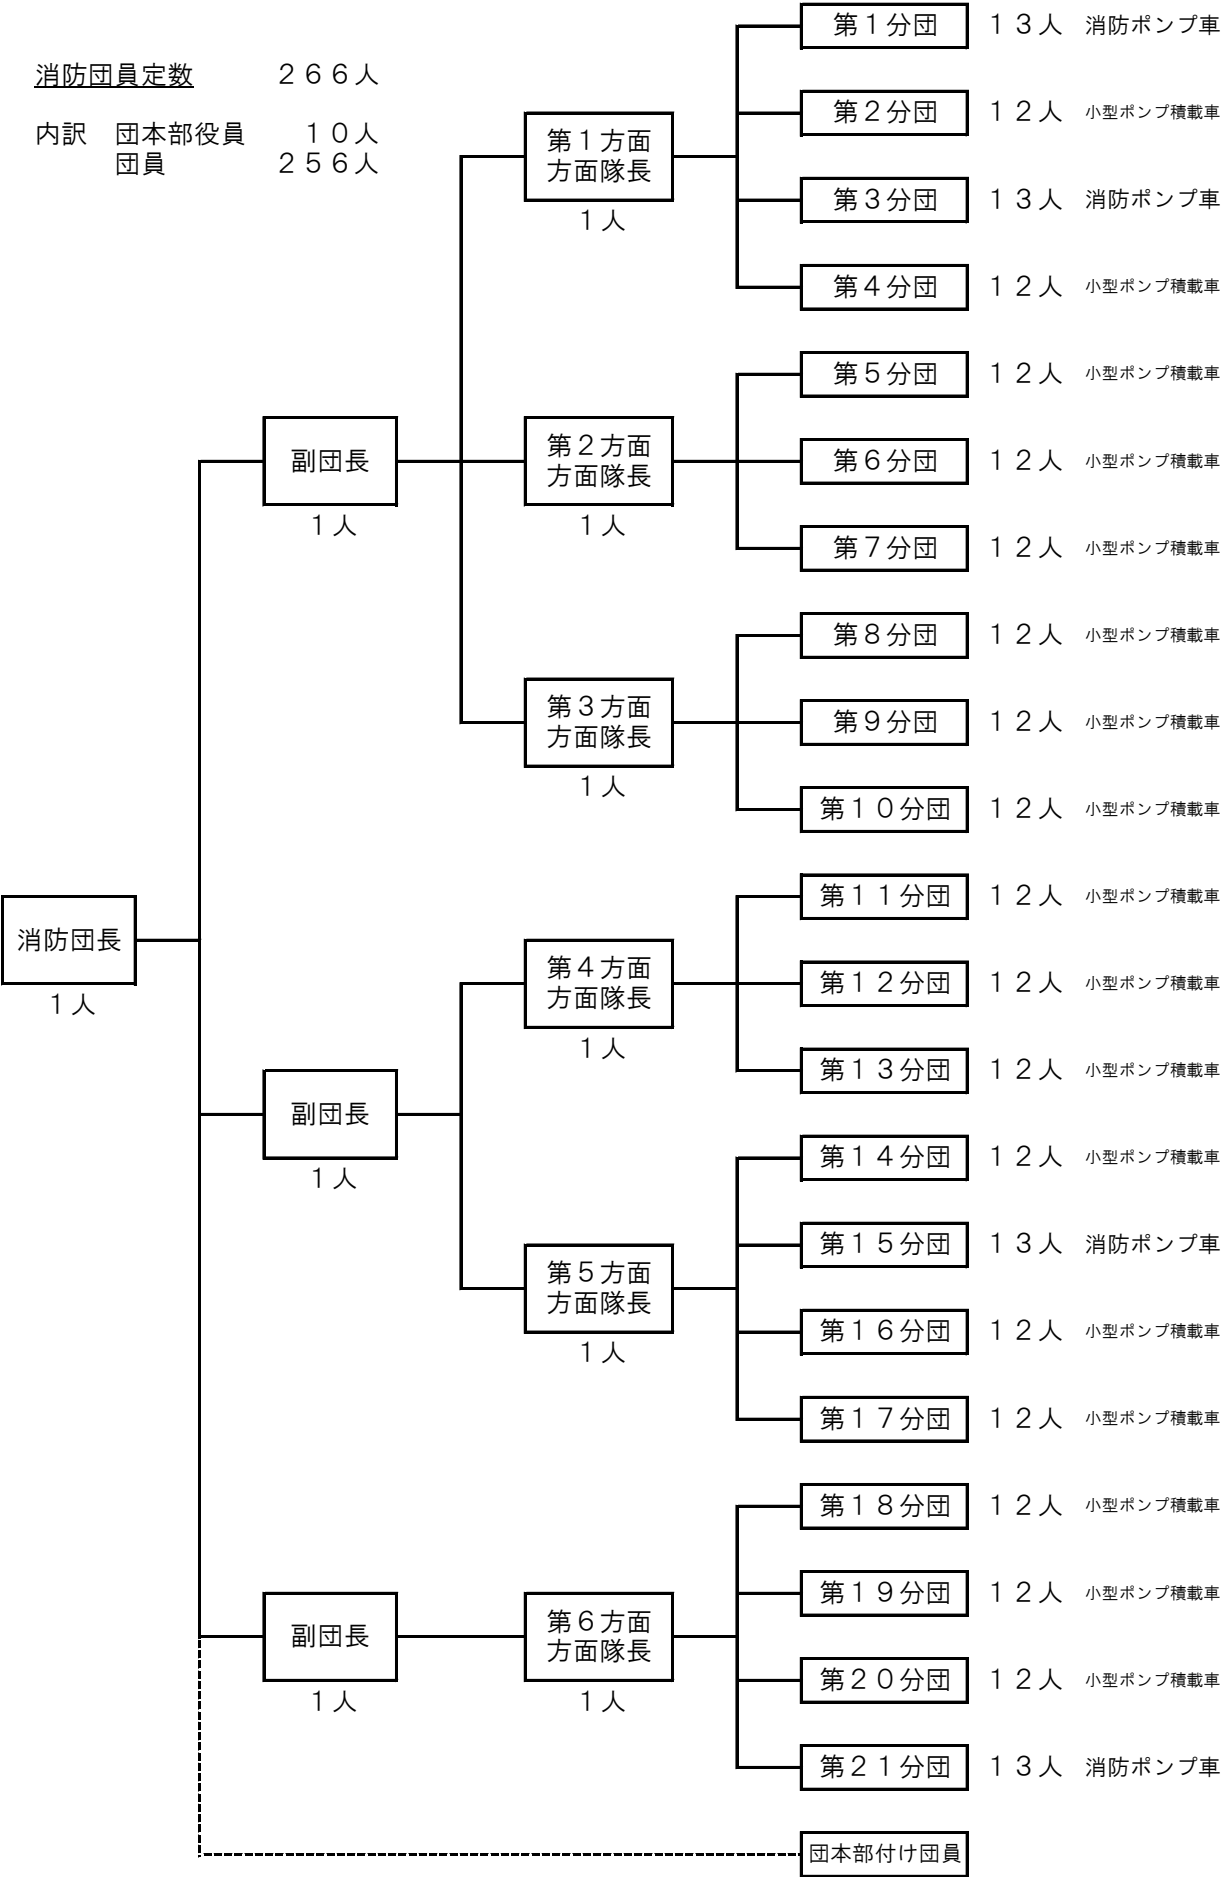 第１分団　１３人　消防ポンプ車
消防団員定数　２６６人
第２分団　１２人　小型ポンプ積載車
内訳　団本部役員　１０人
団員　２５６人
第１方面
方面隊長
１人
第３分団　１３人　消防ポンプ車
第４分団　１２人　小型ポンプ積載車
第５分団　１２人　小型ポンプ積載車
副団長
１人
第２方面
方面隊長
１人
第６分団　１２人　小型ポンプ積載車
第７分団　１２人　小型ポンプ積載車
第８分団　１２人　小型ポンプ積載車
第３方面
方面隊長
１人
第９分団　１２人　小型ポンプ積載車
第１０分団　１２人　小型ポンプ積載車
第１１分団　１２人　小型ポンプ積載車
消防団長
１人
第４方面
方面隊長
１人
第１２分団　１２人　小型ポンプ積載車
第１３分団　１２人　小型ポンプ積載車
副団長
１人
第１４分団　１２人　小型ポンプ積載車
第１５分団　１３人　消防ポンプ車
第５方面
方面隊長
１人
第１６分団　１２人　小型ポンプ積載車
第１７分団　１２人　小型ポンプ積載車
第１８分団　１２人　小型ポンプ積載車
第１９分団　１２人　小型ポンプ積載車
副団長
１人
第６方面
方面隊長
１人
第２０分団　１２人　小型ポンプ積載車
第２１分団　１３人　消防ポンプ車
団本部付け団員